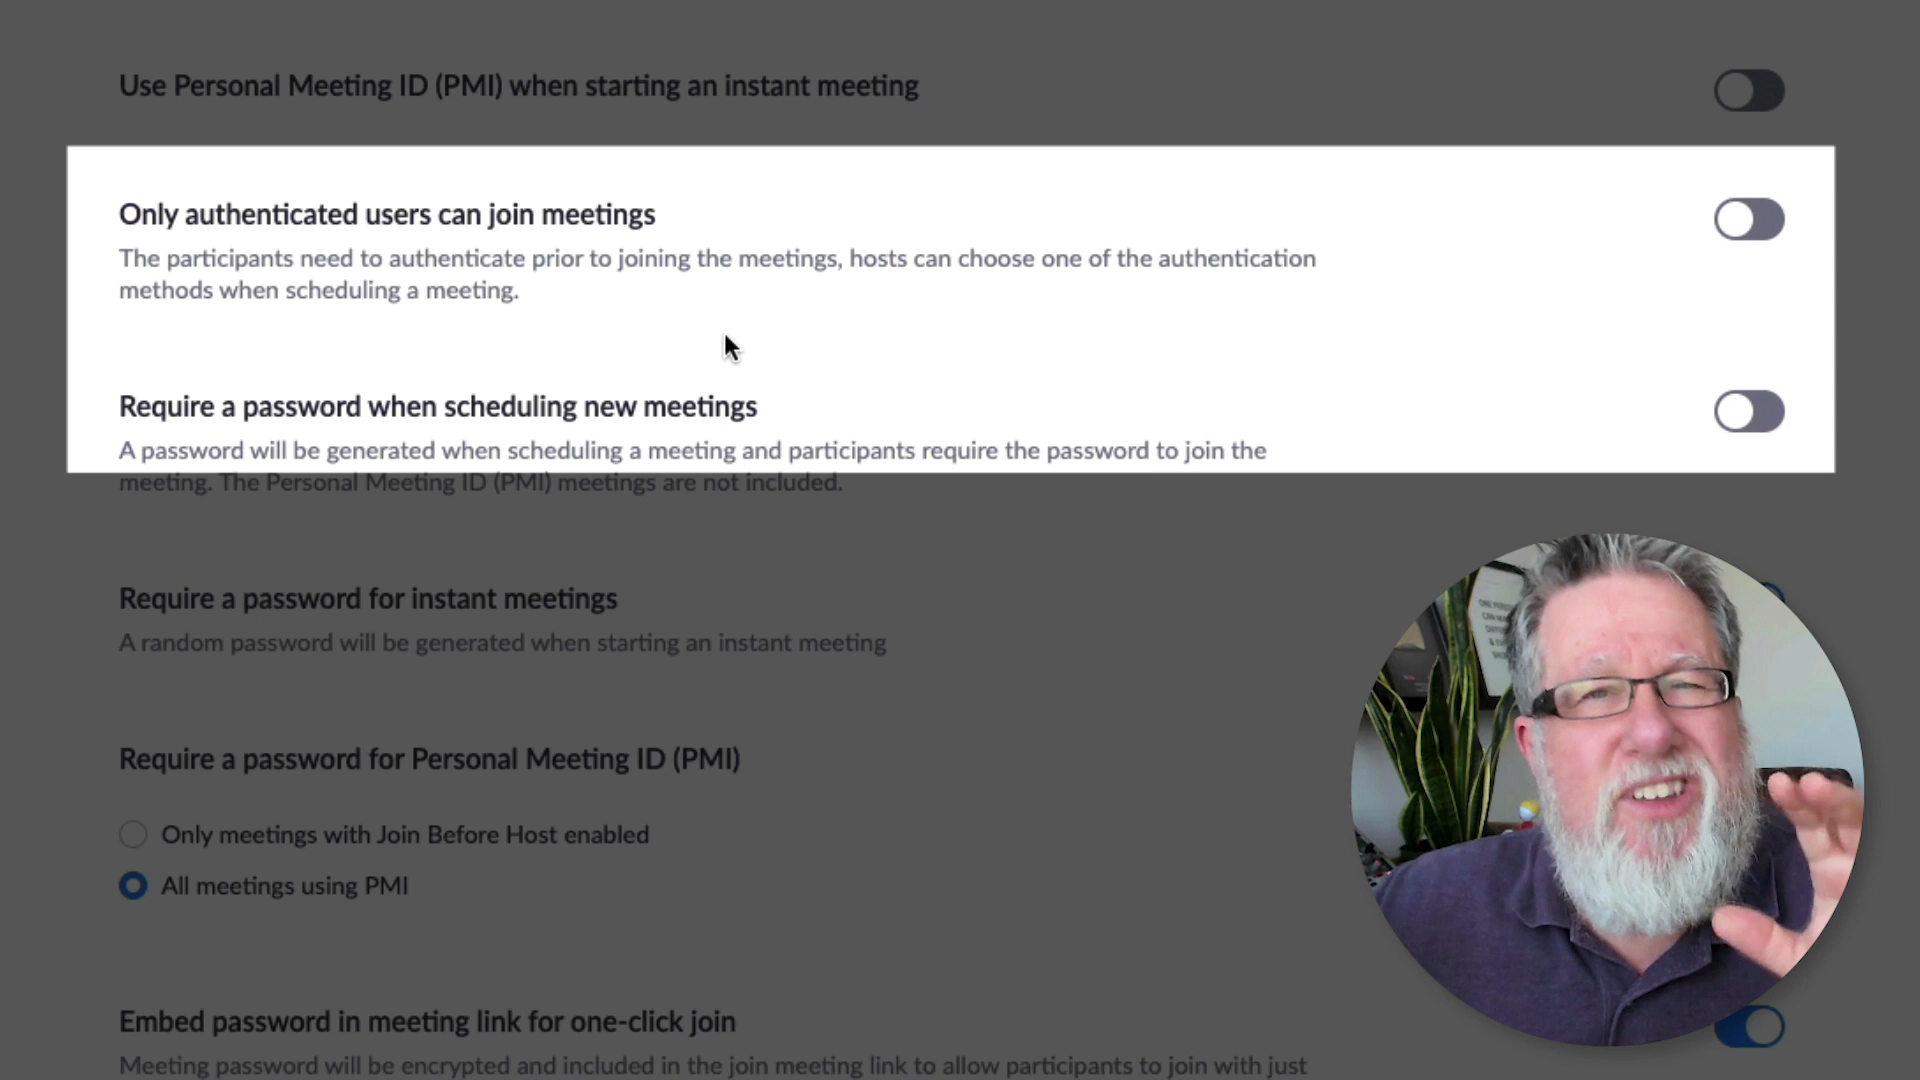 Use Personal Meeting ID (PMI) when starting an instant meeting
Only authenticated users can join meetings
The participants need to authenticate prior to joining the meetings, hosts can choose one of the authentication
methods when scheduling a meeting.
Require a password when scheduling new meetings
A password will be generated when scheduling a meeting and participants require the password to join the
meeting. The Personal Meeting ID (PMI) meetings are not included.
Require a password for instant meetings
A random password will be generated when starting an instant meeting
Require a password for Personal Meeting ID (PMI)
Only meetings with Join Before Host enabled
All meetings using PMI
Embed password in meeting link for one-click join
Meeting password will be encrypted and included in the join meeting link to allow participants to join with just